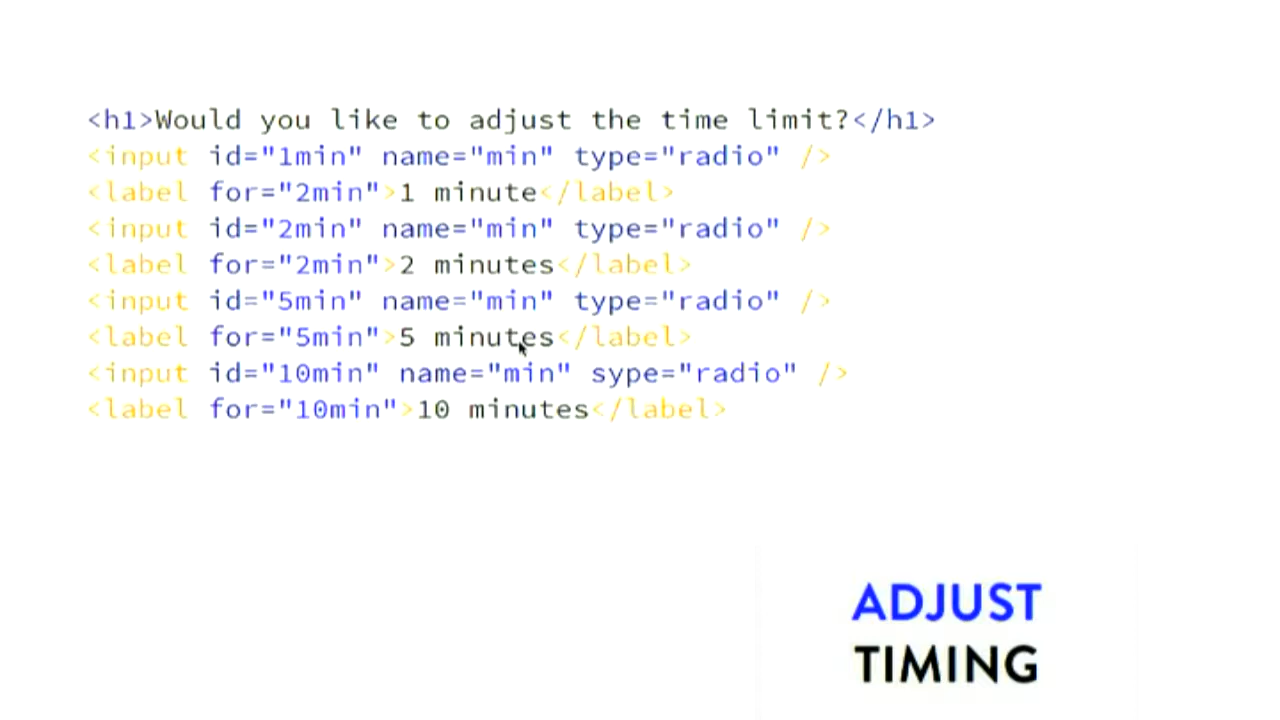 <h1>Would you like to adjust the time limit?</h1>
<input id="1min" name="min" type="radio" />
<label for="2min">1 minute</label>
<input id="2min" name="min" type="radio" />
<label for="2min">2 minutes</label>
<input id="5min" name="min" type="radio" />
<label for="5min">5 minutes</label>
<input id="10min" name="min" sype="radio" />
<label for="10min">10 minutes</label>
ADJUST
TIMING